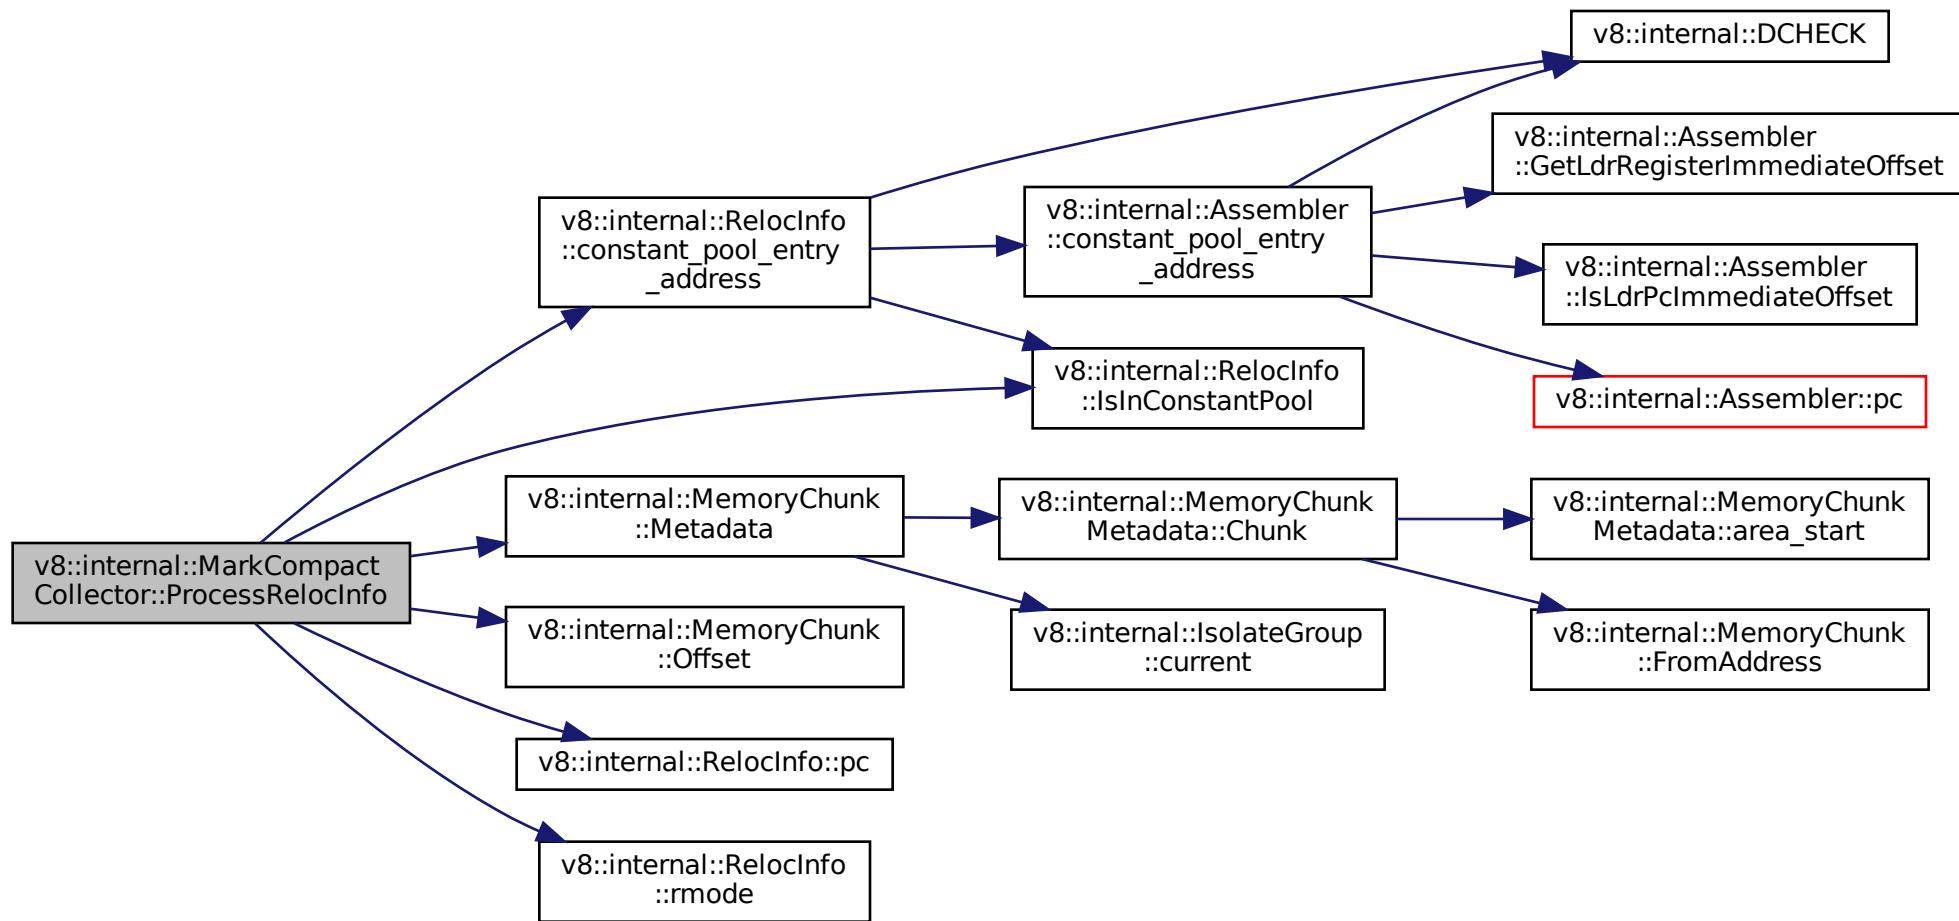 v8::internal::MarkCompact
Collector::ProcessRelocInfo
v8::internal::RelocInfo
::constant_pool_entry
_address
v8::internal::Assembler
::constant_pool_entry
_address
v8::internal::DCHECK
v8::internal::Assembler
::GetLdrRegisterImmediateOffset
v8::internal::Assembler
::IsLdrPcImmediateOffset
v8::internal::Assembler::pc
v8::internal::RelocInfo
::IsInConstantPool
v8::internal::MemoryChunk
::Metadata
v8::internal::MemoryChunk
Metadata::Chunk
v8::internal::MemoryChunk
Metadata::area_start
v8::internal::MemoryChunk
::FromAddress
v8::internal::IsolateGroup
::current
v8::internal::MemoryChunk
::Offset
v8::internal::RelocInfo::pc
v8::internal::RelocInfo
::rmode